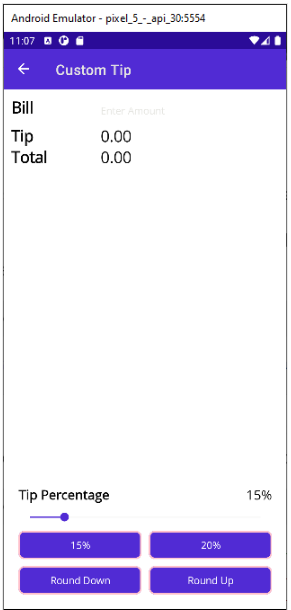 Android Emulator - pixel_5_-_api_30:5554
11:07
Custom Tip
Bill Enter Amount
Tip 0.00
Total 0.00
Tip Percentage 15%
15% 20%
Round Down Round Up